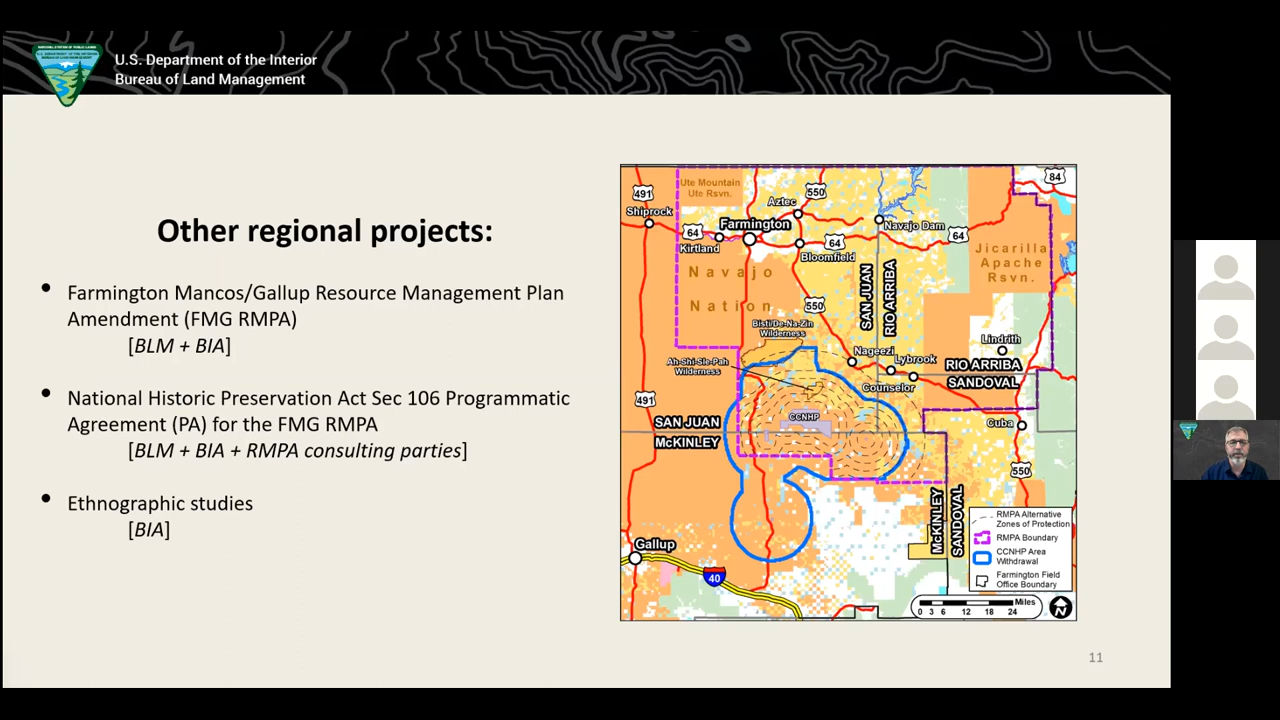 U.S. Department of the Interior
Bureau of Land Management
Other regional projects:
• Farmington Mancos/Gallup Resource Management Plan
Amendment (FMG RMPA)
[BLM + BIA]
• National Historic Preservation Act Sec 106 Programmatic
Agreement (PA) for the FMG RMPA
[BLM + BIA + RMPA consulting parties]
• Ethnographic studies
[BIA]
84
491
Ute Mountain
Ute Rsvn.
550
Aztec
Shiprock
Farmington
64
Kirtland
64
Bloomfield
Navajo Dam
64
Jicarilla
Apache
Rsvn.
Navajo
Nation
SAN JUAN
RIO ARRIBA
550
Bisti/De-Na-Zin
Wilderness
Lindrith
Nageezi
Lybrook
Ah-Shi-Sle-Pah
Wilderness
RIO ARRIBA
SANDOVAL
Counselor
491
CCNHP
SAN JUAN
McKINLEY
Cuba
550
McKINLEY
SANDOVAL
Gallup
40
RMPA Alternative
Zones of Protection
RMPA Boundary
CCNHP Area
Withdrawal
Farmington Field
Office Boundary
Miles
0 3 6 12 18 24
N
11